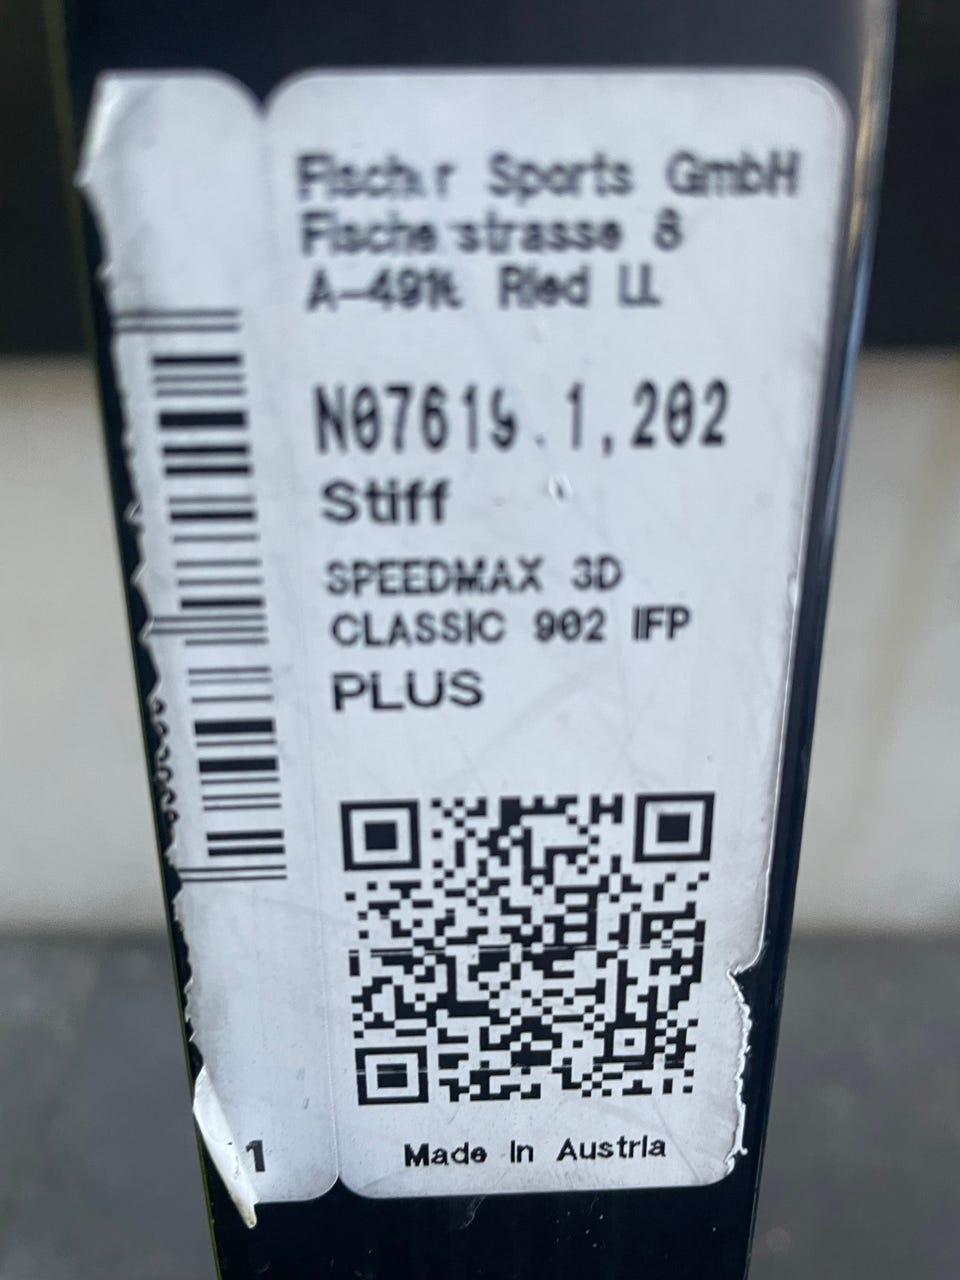 Fischer Sports GmbH
Fischerstrasse 8
A-4910 Ried I.I.
N07619.1,202
Stiff
SPEEDMAX 3D
CLASSIC 902 IFP
PLUS
Made in Austria
1